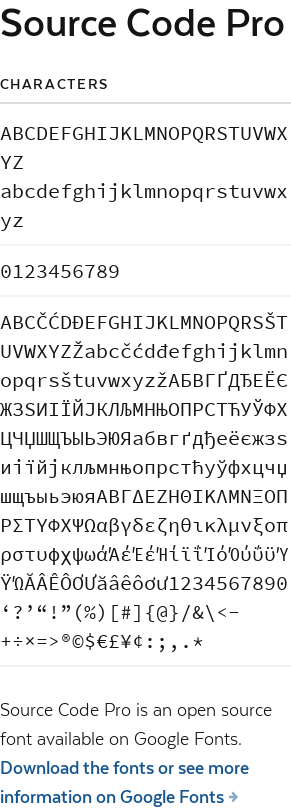 Source Code Pro
CHARACTERS
ABCDEFGHIJKLMNOPQRSTUVWX
YZ
abcdefghijklmnopqrstuvwx
yz
0123456789
ABCČĆDĐEFGHIJKLMNOPQRSŠT
UVWXYZŽabcčćdđefghijklmn
opqrsštuvwxyzžАБВГҐДЂЕЁЄ
ЖЗЅИІЇЙЈКЛЉМНЊОПРСТЋУЎФХ
ЦЧЏШЩЪЫЬЭЮЯабвгґдђеёєжзѕ
иіїйјклљмнњопрстћуўфхцчџ
шщъыьэюяΑΒΓΔΕΖΗΘΙΚΛΜΝΞΟΠ
ΡΣΤΥΦΧΨΩαβγδεζηθικλμνξοπ
ρστυφχψωάΆέΈέΉίϊΐΊόΌύΰϋΎ
ΫΏĂÂÊÔƠƯăâêôơư1234567890
‘?’“!”(%)[#]{@}/&\<-
+÷×=>®©$€£¥¢:;,.*
Source Code Pro is an open source
font available on Google Fonts.
Download the fonts or see more
information on Google Fonts →